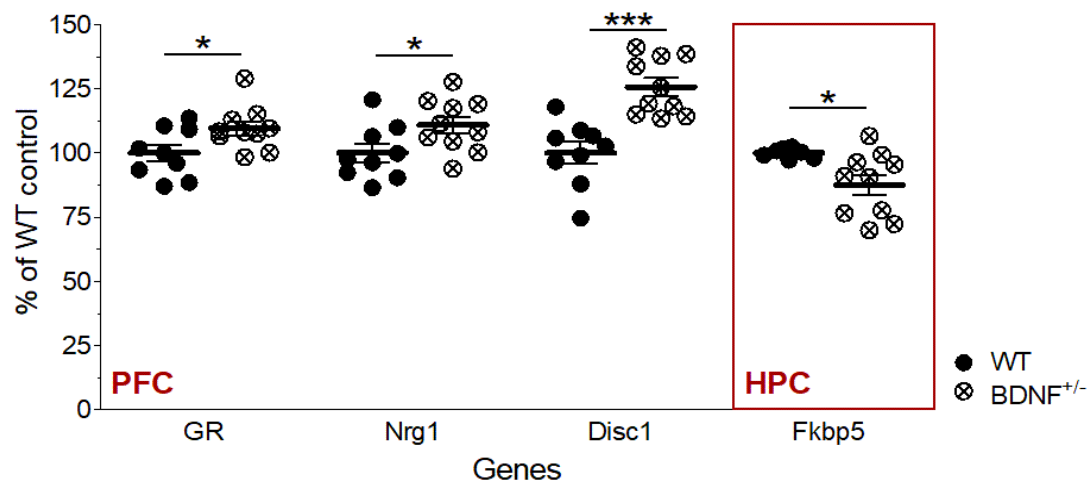 % of WT control
150
125
100
75
50
25
0
*
*
***
*
PFC
HPC
GR
Nrg1
Disc1
Fkbp5
Genes
WT
BDNF+/-